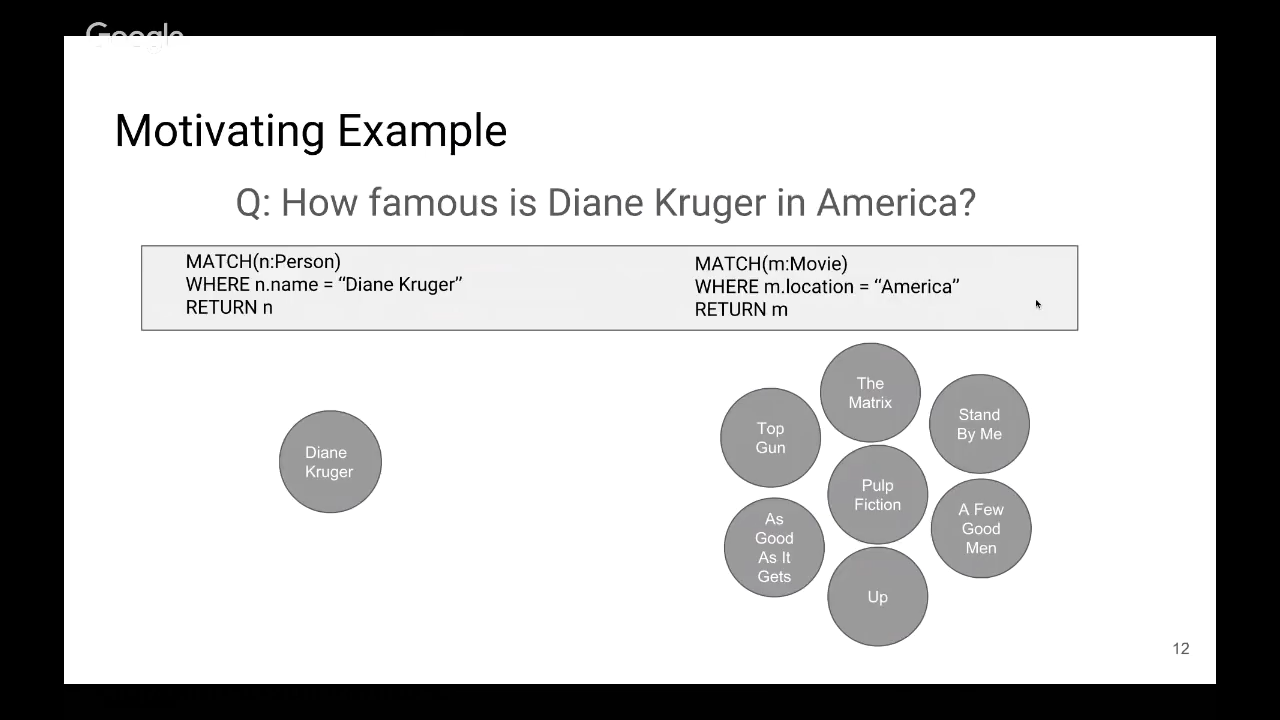 Google
Motivating Example
Q: How famous is Diane Kruger in America?
MATCH(n:Person)
WHERE n.name = “Diane Kruger”
RETURN n
MATCH(m:Movie)
WHERE m.location = “America”
RETURN m
Diane
Kruger
The
Matrix
Top
Gun
Stand
By Me
Pulp
Fiction
As
Good
As It
Gets
A Few
Good
Men
Up
12